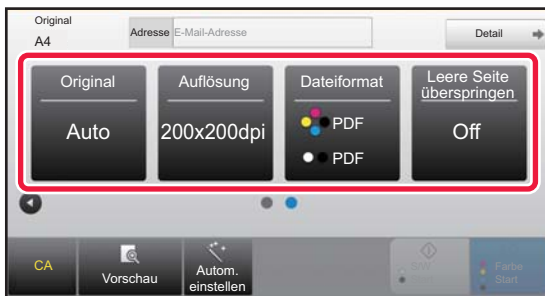 Original
A4
Adresse E-Mail-Adresse
Detail
Original
Auto
Auflösung
200x200dpi
Dateiformat
PDF
PDF
Leere Seite
überspringen
Off
CA
Vorschau
Autom.
einstellen
S/W
Start
Farbe
Start